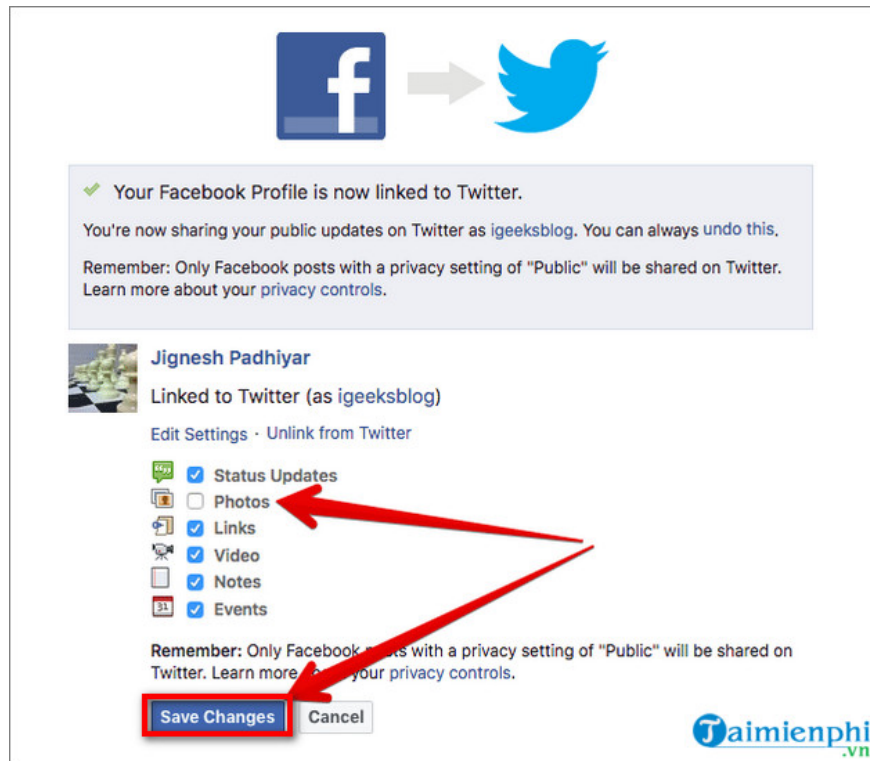 f
Your Facebook Profile is now linked to Twitter.
You're now sharing your public updates on Twitter as igeeksblog. You can always undo this.
Remember: Only Facebook posts with a privacy setting of "Public" will be shared on Twitter.
Learn more about your privacy controls.
Jignesh Padhiyar
Linked to Twitter (as igeeksblog)
Edit Settings · Unlink from Twitter
Status Updates
Photos
Links
Video
Notes
31 Events
Remember: Only Facebook posts with a privacy setting of "Public" will be shared on
Twitter. Learn more your privacy controls.
Save Changes Cancel
Taimienphi
.vn